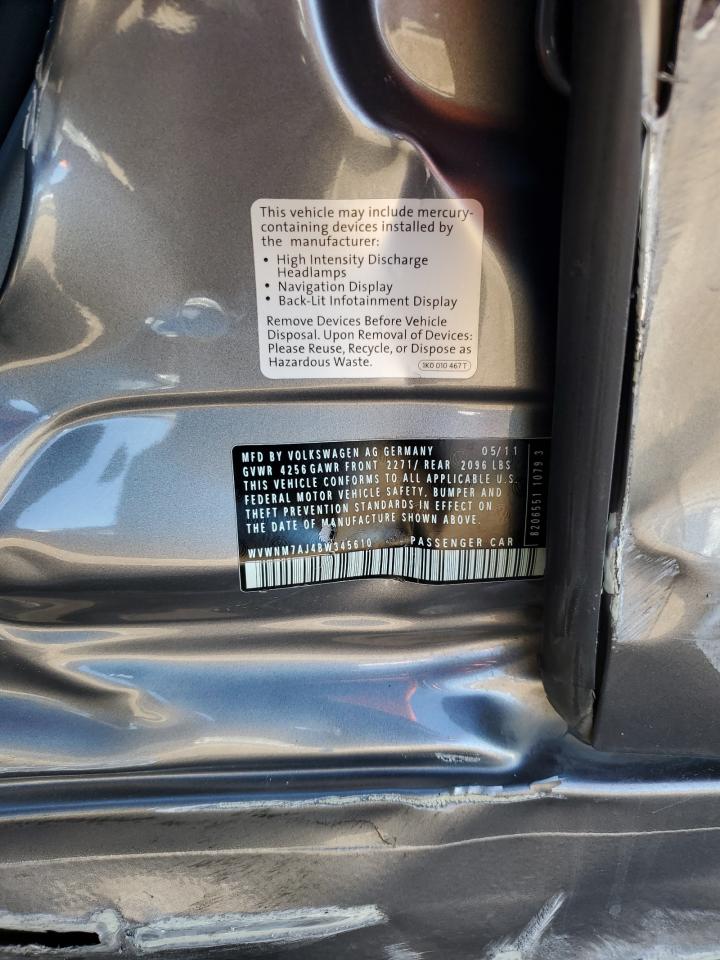 This vehicle may include mercury-
containing devices installed by
the manufacturer:
• High Intensity Discharge
Headlamps
• Navigation Display
• Back-Lit Infotainment Display
Remove Devices Before Vehicle
Disposal. Upon Removal of Devices:
Please Reuse, Recycle, or Dispose as
Hazardous Waste.
1K0 010 467 T
MFD BY VOLKSWAGEN AG GERMANY 05/11
GVWR 4256 GAWR FRONT 2271/ REAR 2096 LBS
THIS VEHICLE CONFORMS TO ALL APPLICABLE U.S.
FEDERAL MOTOR VEHICLE SAFETY, BUMPER AND
THEFT PREVENTION STANDARDS IN EFFECT ON
THE DATE OF MANUFACTURE SHOWN ABOVE.
WVWNM7AJ4BW345610 PASSENGER CAR
8206551 1079 3